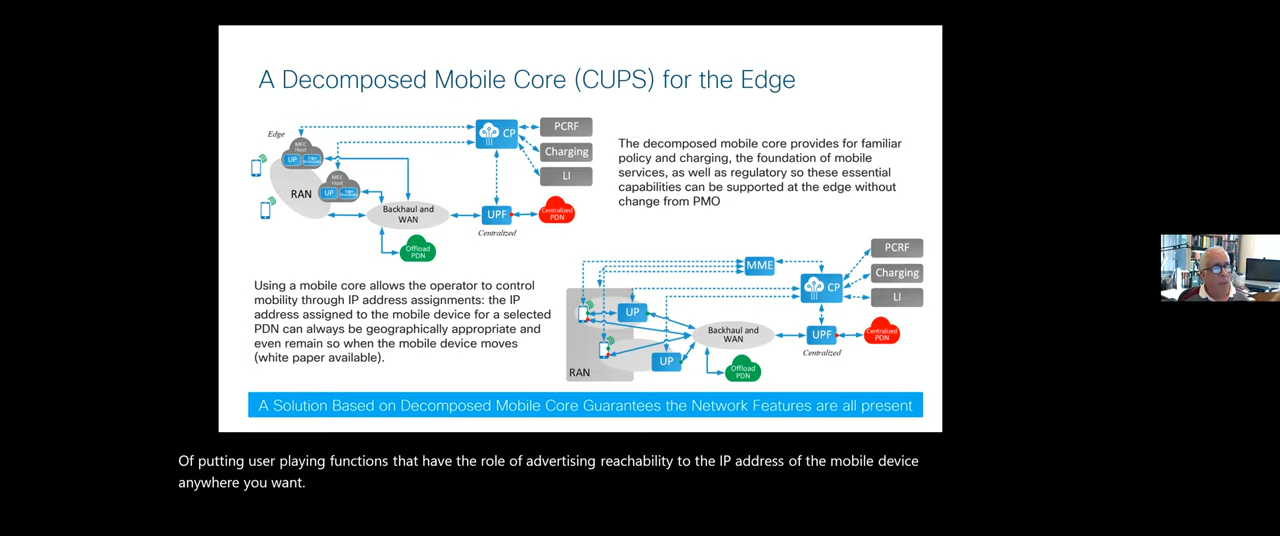 A Decomposed Mobile Core (CUPS) for the Edge
Edge
MEC
Host
UP
RAN
MEC
Host
UP
Backhaul and
WAN
Offload
PDN
CP
PCRF
Charging
LI
UPF
Centralized
Centralized
PDN
The decomposed mobile core provides for familiar
policy and charging, the foundation of mobile
services, as well as regulatory so these essential
capabilities can be supported at the edge without
change from PMO
Using a mobile core allows the operator to control
mobility through IP address assignments: the IP
address assigned to the mobile device for a selected
PDN can always be geographically appropriate and
even remain so when the mobile device moves
(white paper available).
MME
CP
PCRF
Charging
LI
UP
UP
RAN
Backhaul and
WAN
Offload
PDN
UPF
Centralized
Centralized
PDN
A Solution Based on Decomposed Mobile Core Guarantees the Network Features are all present
Of putting user playing functions that have the role of advertising reachability to the IP address of the mobile device
anywhere you want.